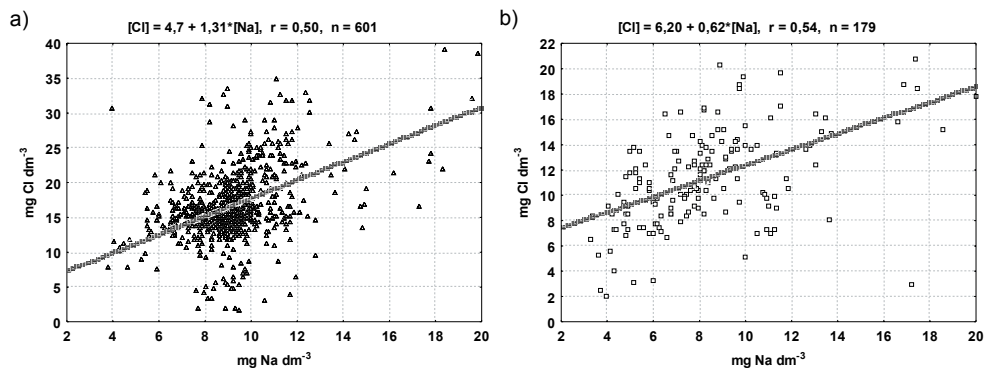 a)
[Cl] = 4,7 + 1,31*[Na], r = 0,50, n = 601
40
35
30
25
20
15
10
5
0
mg Cl dm-3
2 4 6 8 10 12 14 16 18 20
mg Na dm-3
b)
[Cl] = 6,20 + 0,62*[Na], r = 0,54, n = 179
22
20
18
16
14
12
10
8
6
4
2
0
mg Cl dm-3
2 4 6 8 10 12 14 16 18 20
mg Na dm-3